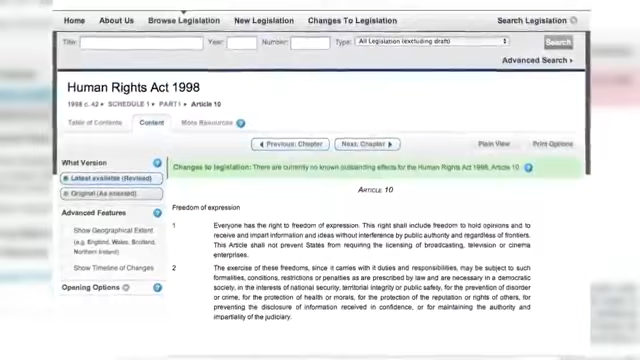 Home About Us Browse Legislation New Legislation Changes To Legislation Search Legislation
Title: Year: Number: Type: All Legislation (excluding draft) Search
Advanced Search
Human Rights Act 1998
1998 c. 42 SCHEDULE 1 PART I Article 10
Table of Contents Content More Resources ?
Previous: Chapter Next: Chapter Plain View Print Options
What Version ?
Latest available (Revised)
Original (As enacted)
Advanced Features ?
Show Geographical Extent
(e.g. England, Wales, Scotland,
Northern Ireland)
Show Timeline of Changes
Opening Options ?
Changes to legislation: There are currently no known outstanding effects for the Human Rights Act 1998, Article 10 ?
ARTICLE 10
Freedom of expression
1 Everyone has the right to freedom of expression. This right shall include freedom to hold opinions and to
receive and impart information and ideas without interference by public authority and regardless of frontiers.
This Article shall not prevent States from requiring the licensing of broadcasting, television or cinema
enterprises.
2 The exercise of these freedoms, since it carries with it duties and responsibilities, may be subject to such
formalities, conditions, restrictions or penalties as are prescribed by law and are necessary in a democratic
society, in the interests of national security, territorial integrity or public safety, for the prevention of disorder
or crime, for the protection of health or morals, for the protection of the reputation or rights of others, for
preventing the disclosure of information received in confidence, or for maintaining the authority and
impartiality of the judiciary.